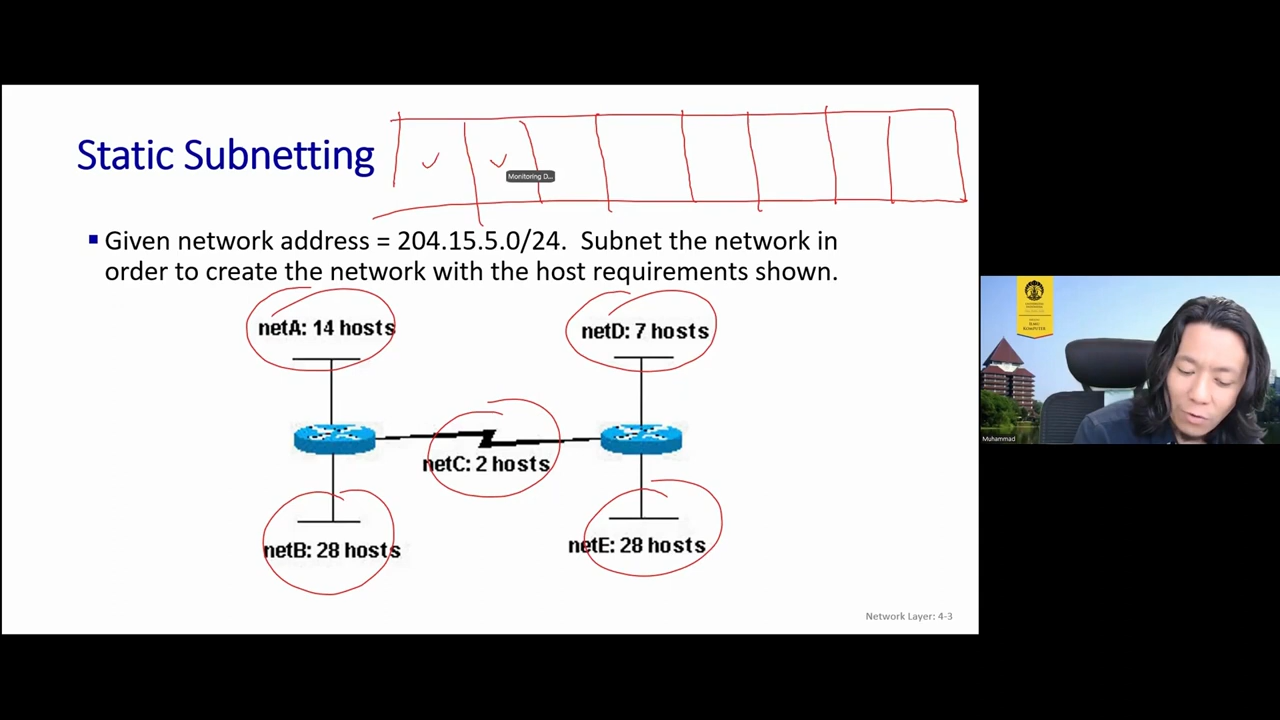 Static Subnetting
Monitoring D...
Given network address = 204.15.5.0/24. Subnet the network in
order to create the network with the host requirements shown.
netA: 14 hosts
netD: 7 hosts
netC: 2 hosts
netB: 28 hosts
netE: 28 hosts
Network Layer: 4-3
ILMU
KOMPUTER
Muhammad